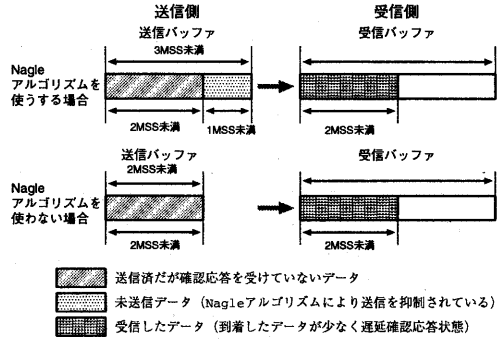 送信側
受信側
送信バッファ
受信バッファ
3MSS未満
Nagle
アルゴリズムを
使うする場合
2MSS未満
1MSS未満
2MSS未満
送信バッファ
受信バッファ
2MSS未満
Nagle
アルゴリズムを
使わない場合
2MSS未満
2MSS未満
送信済だが確認応答を受けていないデータ
未送信データ（Nagleアルゴリズムにより送信を抑制されている）
受信したデータ（到着したデータが少なく遅延確認応答状態）